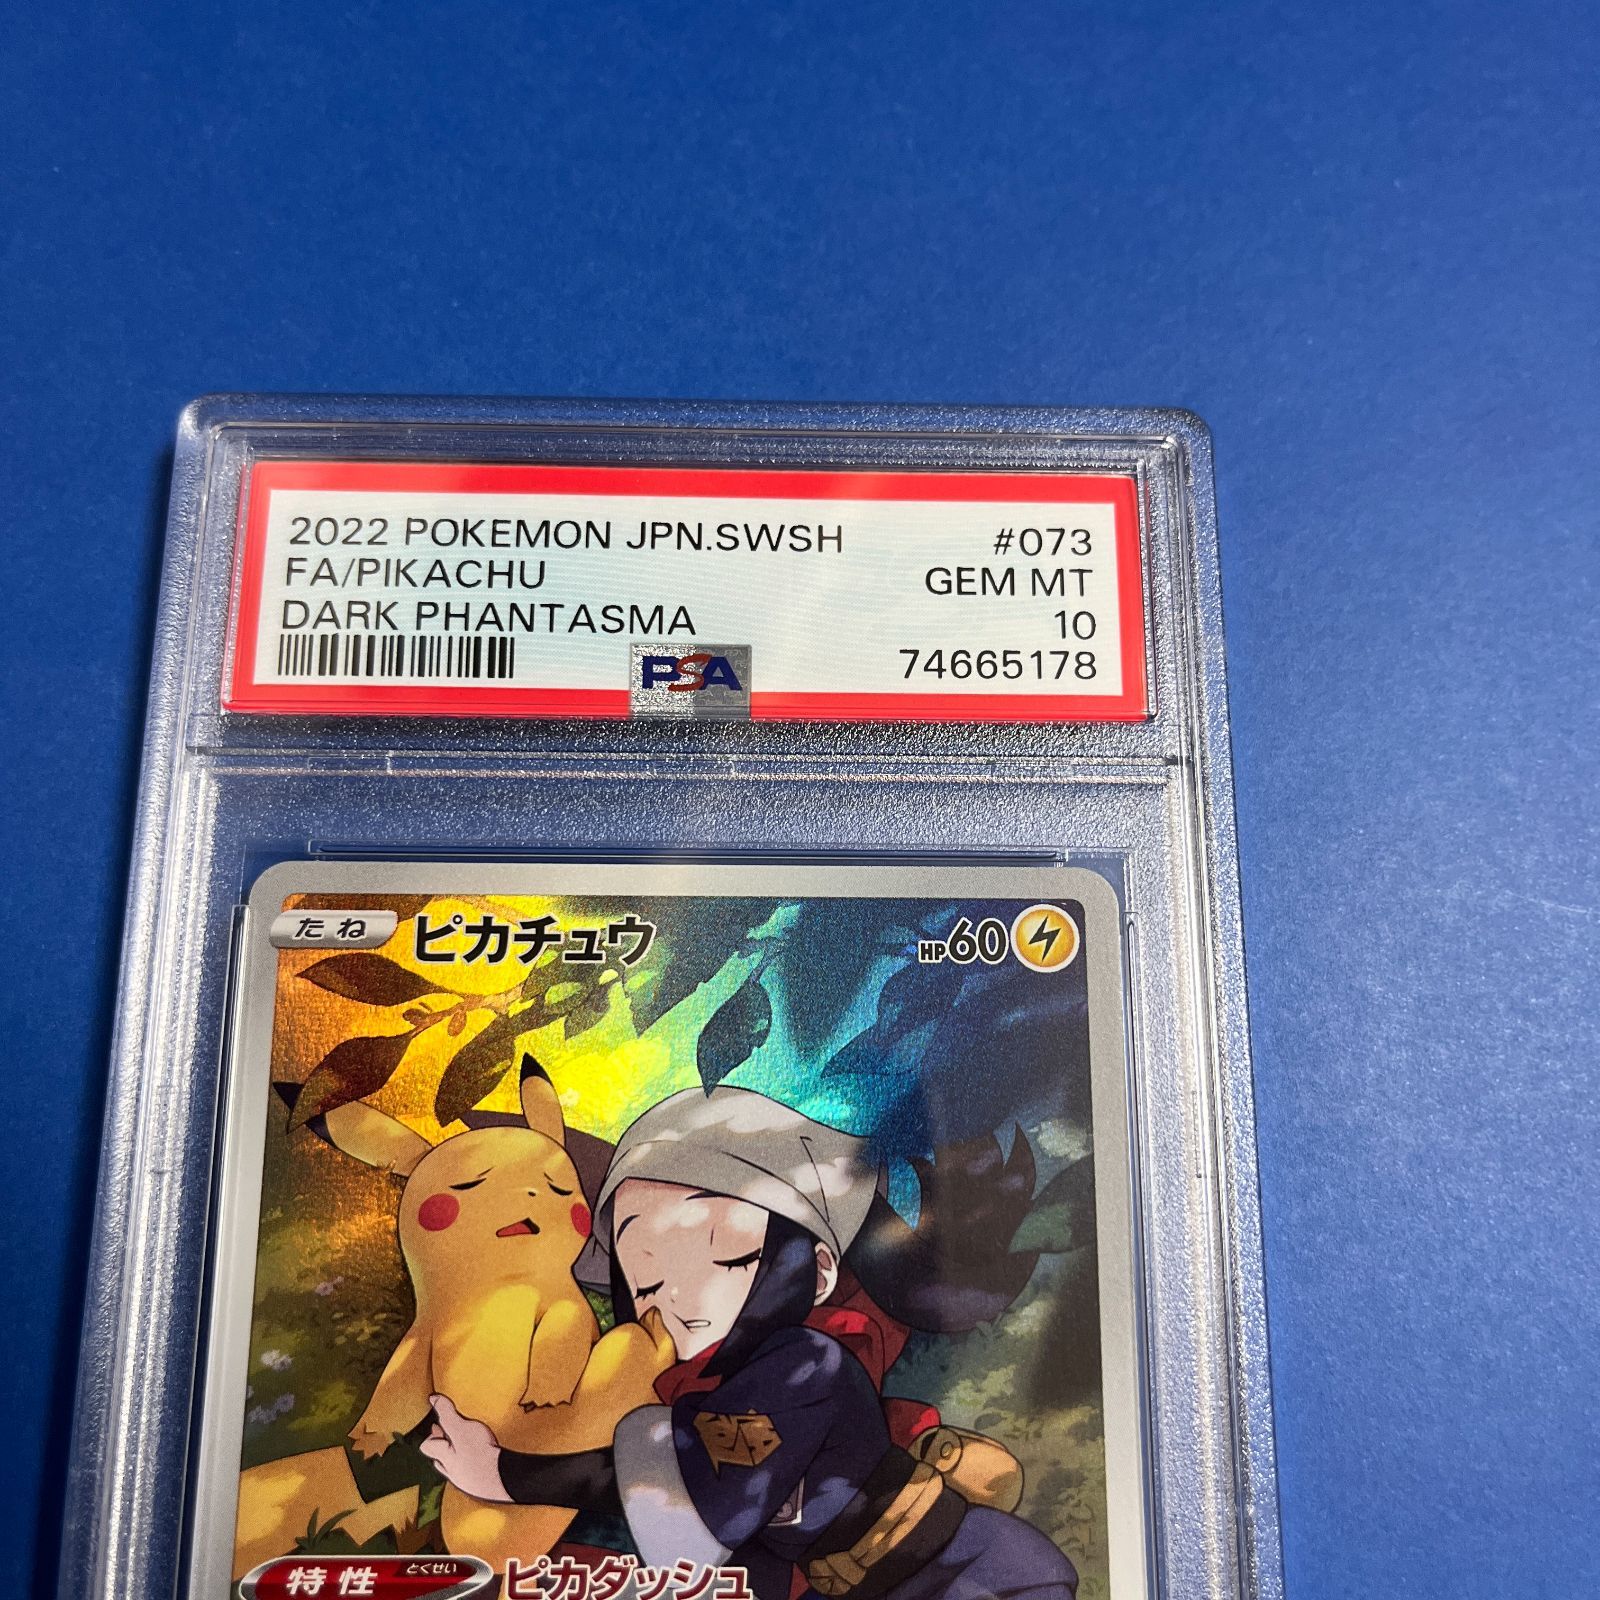 2022 POKEMON JPN.SWSH #073
FA/PIKACHU GEM MT
DARK PHANTASMA 10
PSA 74665178
たね ピカチュウ HP60
特性 とくせい ピカダッシュ